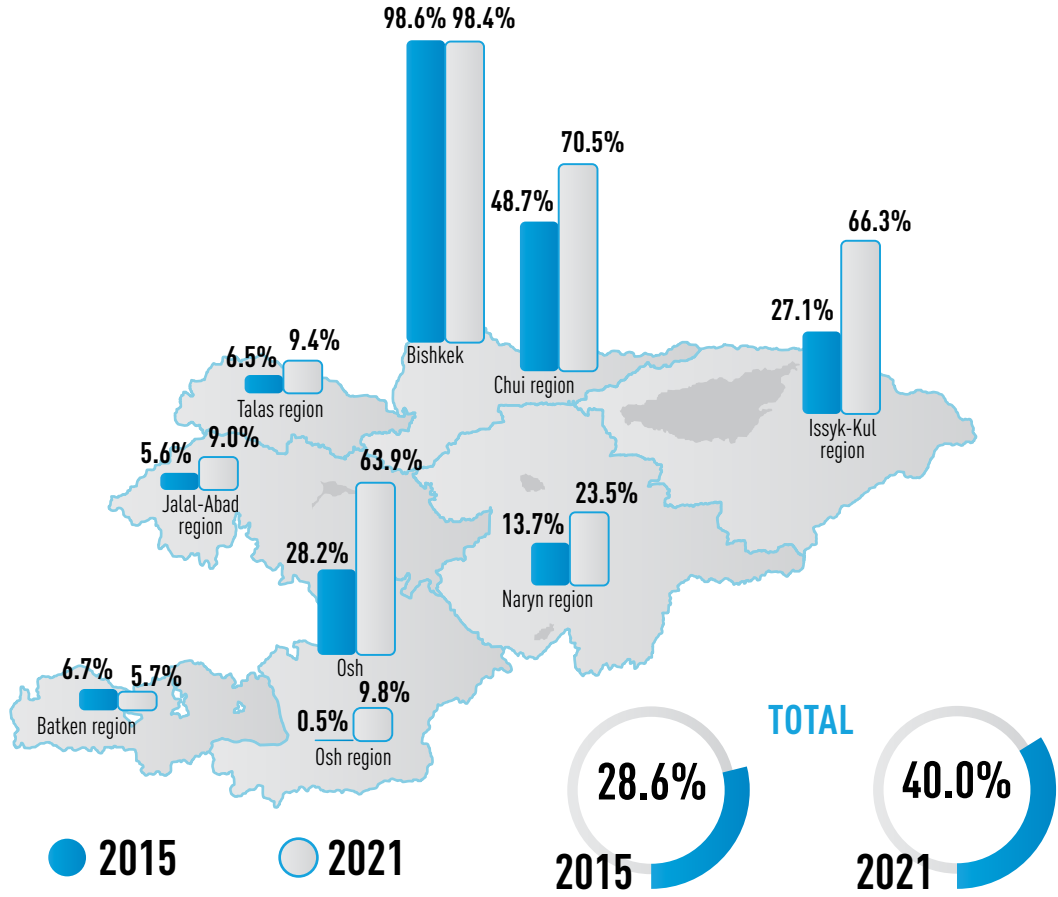 98.6% 98.4%
70.5%
48.7%
66.3%
27.1%
Bishkek
Chui region
9.4%
6.5%
Talas region
Issyk-Kul
region
9.0%
5.6%
Jalal-Abad
region
63.9%
28.2%
Osh
23.5%
13.7%
Naryn region
6.7% 5.7%
Batken region
9.8%
0.5%
Osh region
TOTAL
28.6%
2015
40.0%
2021
2015
2021